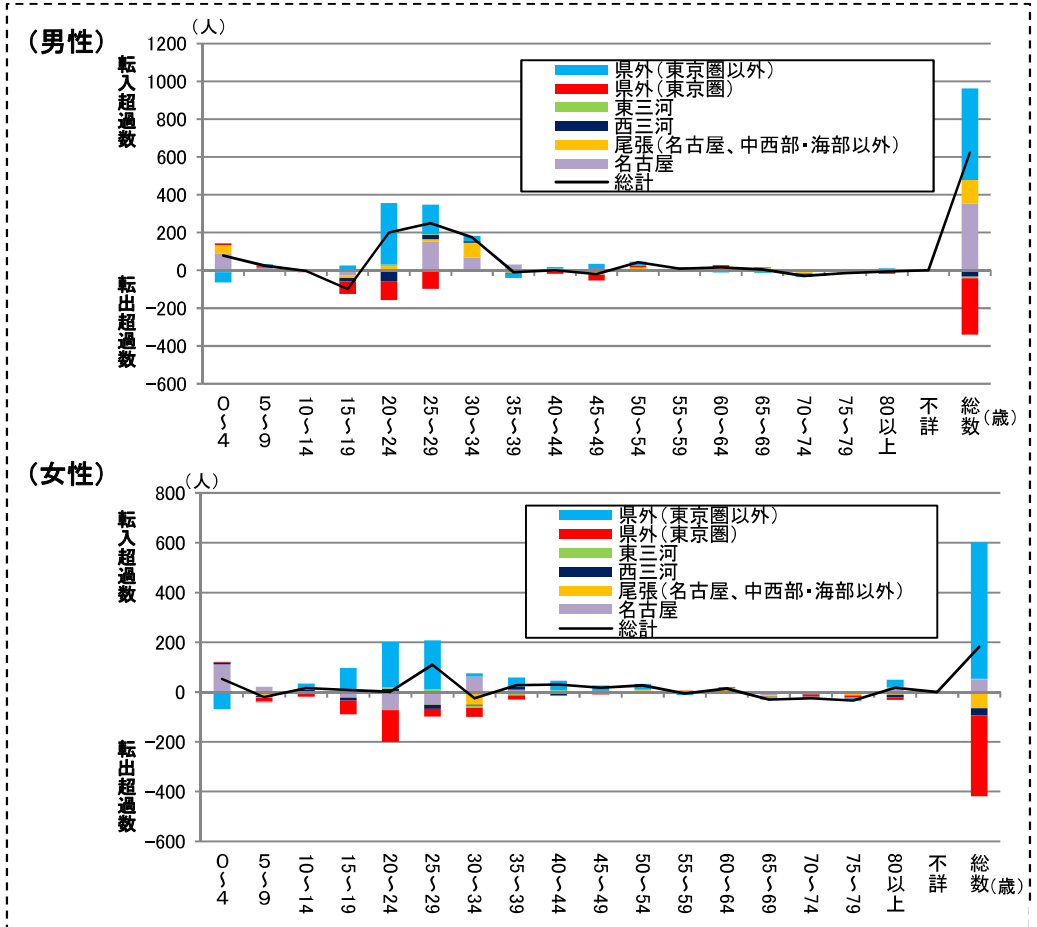 (男性)
(人)
転入超過数
転出超過数
1200
1000
800
600
400
200
0
-200
-400
-600
県外(東京圏以外)
県外(東京圏)
東三河
西三河
尾張(名古屋、中西部・海部以外)
名古屋
総計
0~4
5~9
10~14
15~19
20~24
25~29
30~34
35~39
40~44
45~49
50~54
55~59
60~64
65~69
70~74
75~79
80以上
不詳
総数
(歳)
(女性)
(人)
転入超過数
転出超過数
800
600
400
200
0
-200
-400
-600
県外(東京圏以外)
県外(東京圏)
東三河
西三河
尾張(名古屋、中西部・海部以外)
名古屋
総計
0~4
5~9
10~14
15~19
20~24
25~29
30~34
35~39
40~44
45~49
50~54
55~59
60~64
65~69
70~74
75~79
80以上
不詳
総数
(歳)